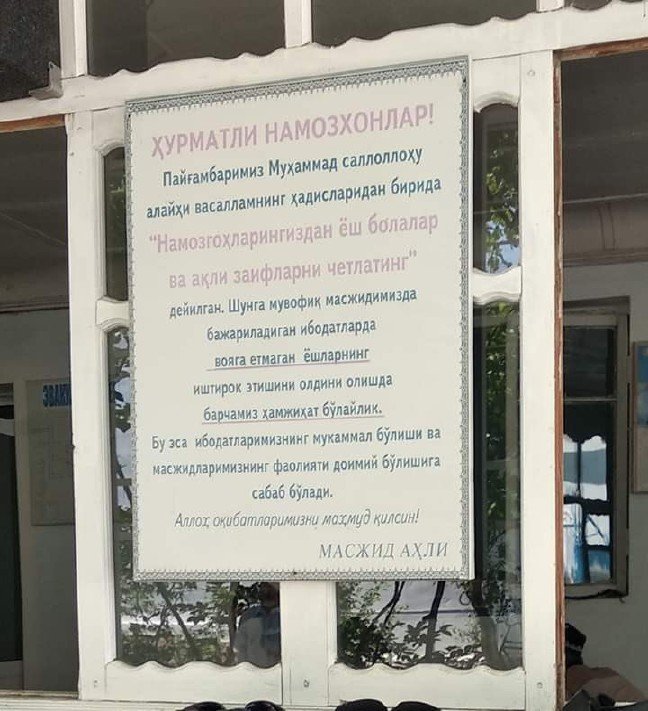 ҲУРМАТЛИ НАМОЗХОНЛАР!
Пайғамбаримиз Муҳаммад саллоллоҳу
алайҳи васалламнинг ҳадисларидан бирида
“Намозгоҳларингиздан ёш болалар
ва ақли заифларни четлатинг”
дейилган. Шунга мувофиқ масжидимизда
бажариладиган ибодатларда
вояга етмаган ёшларнинг
иштирок этишини олдини олишда
барчамиз ҳамжиҳат бўлайлик.
Бу эса ибодатларимизнинг мукаммал бўлиши ва
масжидларимизнинг фаолияти доимий бўлишига
сабаб бўлади.
Аллоҳ оқибатларимизни маҳмуд қилсин!
МАСЖИД АҲЛИ